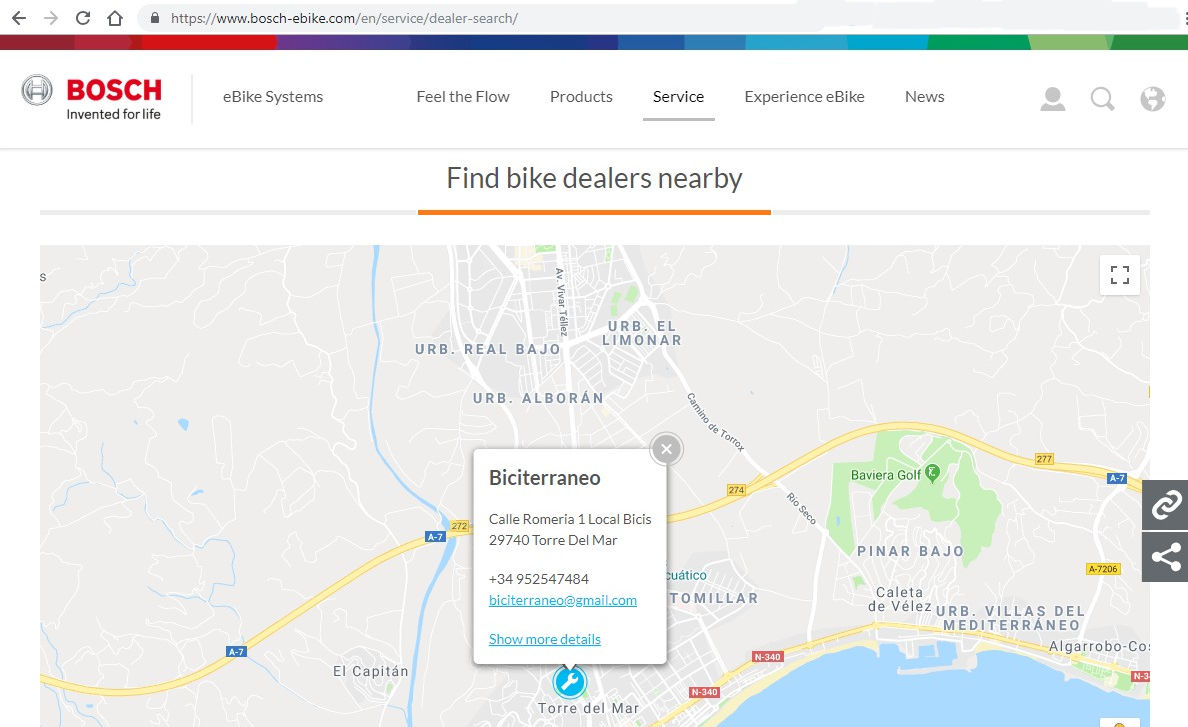 https://www.bosch-ebike.com/en/service/dealer-search/
BOSCH
Invented for life
eBike Systems
Feel the Flow
Products
Service
Experience eBike
News
Find bike dealers nearby
s
Av. Vivar Téllez
URB. EL
LIMONAR
URB. REAL BAJO
URB. ALBORÁN
Camino de Torrox
277
A-7
Baviera Golf
274
Río Seco
272
A-7
Biciterraneo
Calle Romeria 1 Local Bicis
29740 Torre Del Mar
+34 952547484
biciterraneo@gmail.com
Show more details
PINAR BAJO
A-7206
cuático
TOMILLAR
Caleta
de Vélez
URB. VILLAS DEL
MEDITERRÁNEO
Algarrobo-Cos
A-7
El Capitán
N-340
N-3
N-340
Torre del Mar